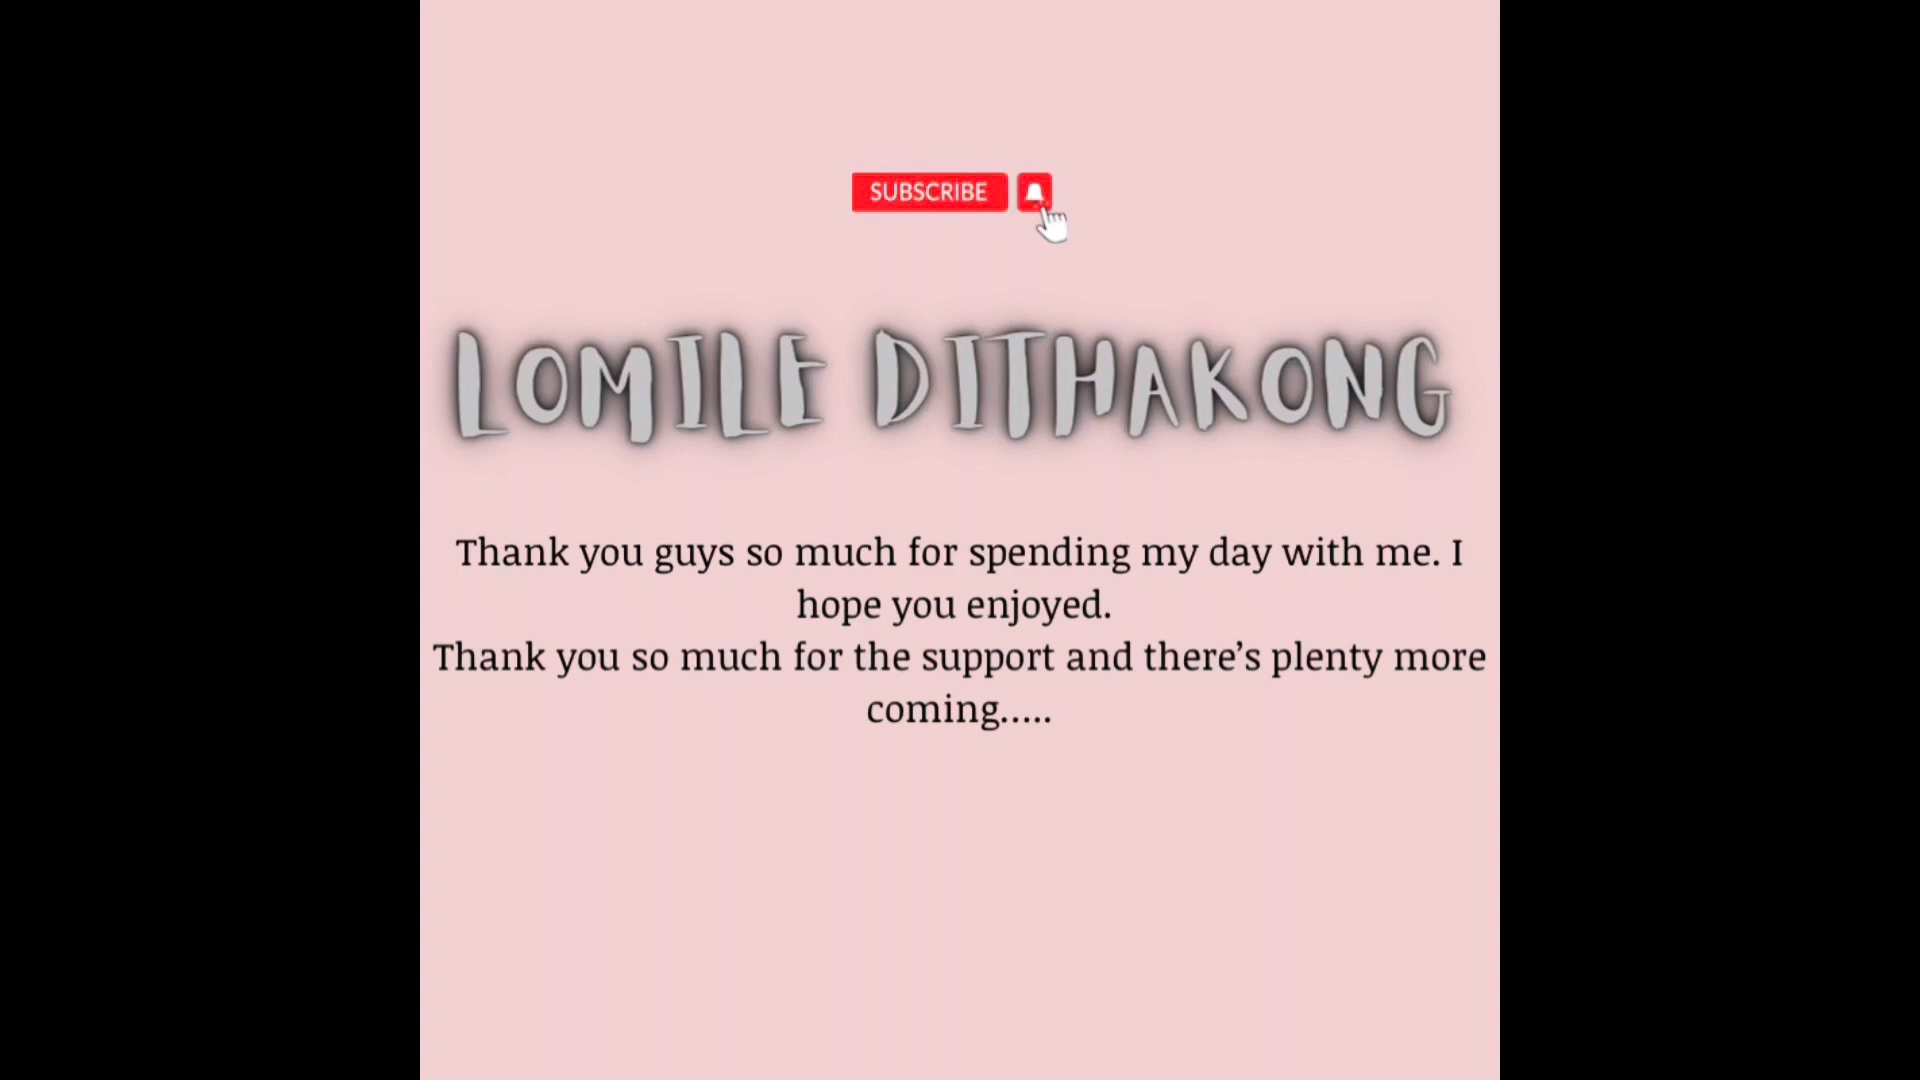 SUBSCRIBE
LOMILE DITHAKONG
Thank you guys so much for spending my day with me. I
hope you enjoyed.
Thank you so much for the support and there’s plenty more
coming.....